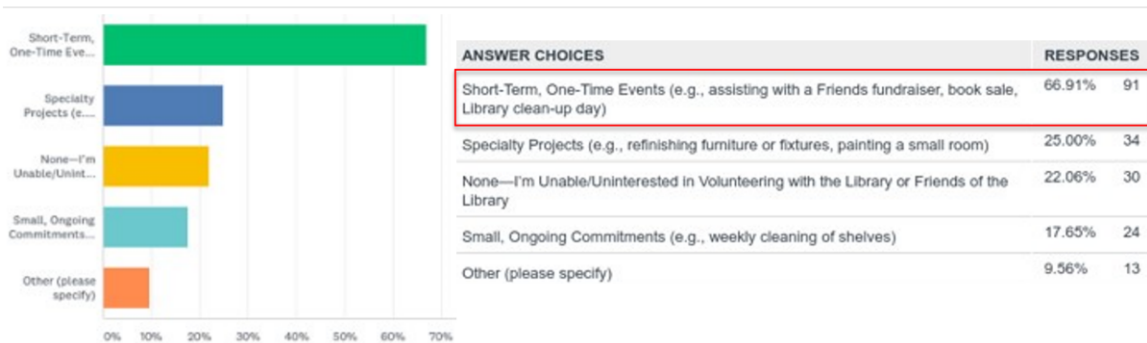 Short-Term,
One-Time Eve...
Specialty
Projects (e....
None—I'm
Unable/Unint...
Small, Ongoing
Commitments...
Other (please
specify)
0% 10% 20% 30% 40% 50% 60% 70%
ANSWER CHOICES RESPONSES
Short-Term, One-Time Events (e.g., assisting with a Friends fundraiser, book sale, 66.91% 91
Library clean-up day)
Specialty Projects (e.g., refinishing furniture or fixtures, painting a small room) 25.00% 34
None—I'm Unable/Uninterested in Volunteering with the Library or Friends of the 22.06% 30
Library
Small, Ongoing Commitments (e.g., weekly cleaning of shelves) 17.65% 24
Other (please specify) 9.56% 13